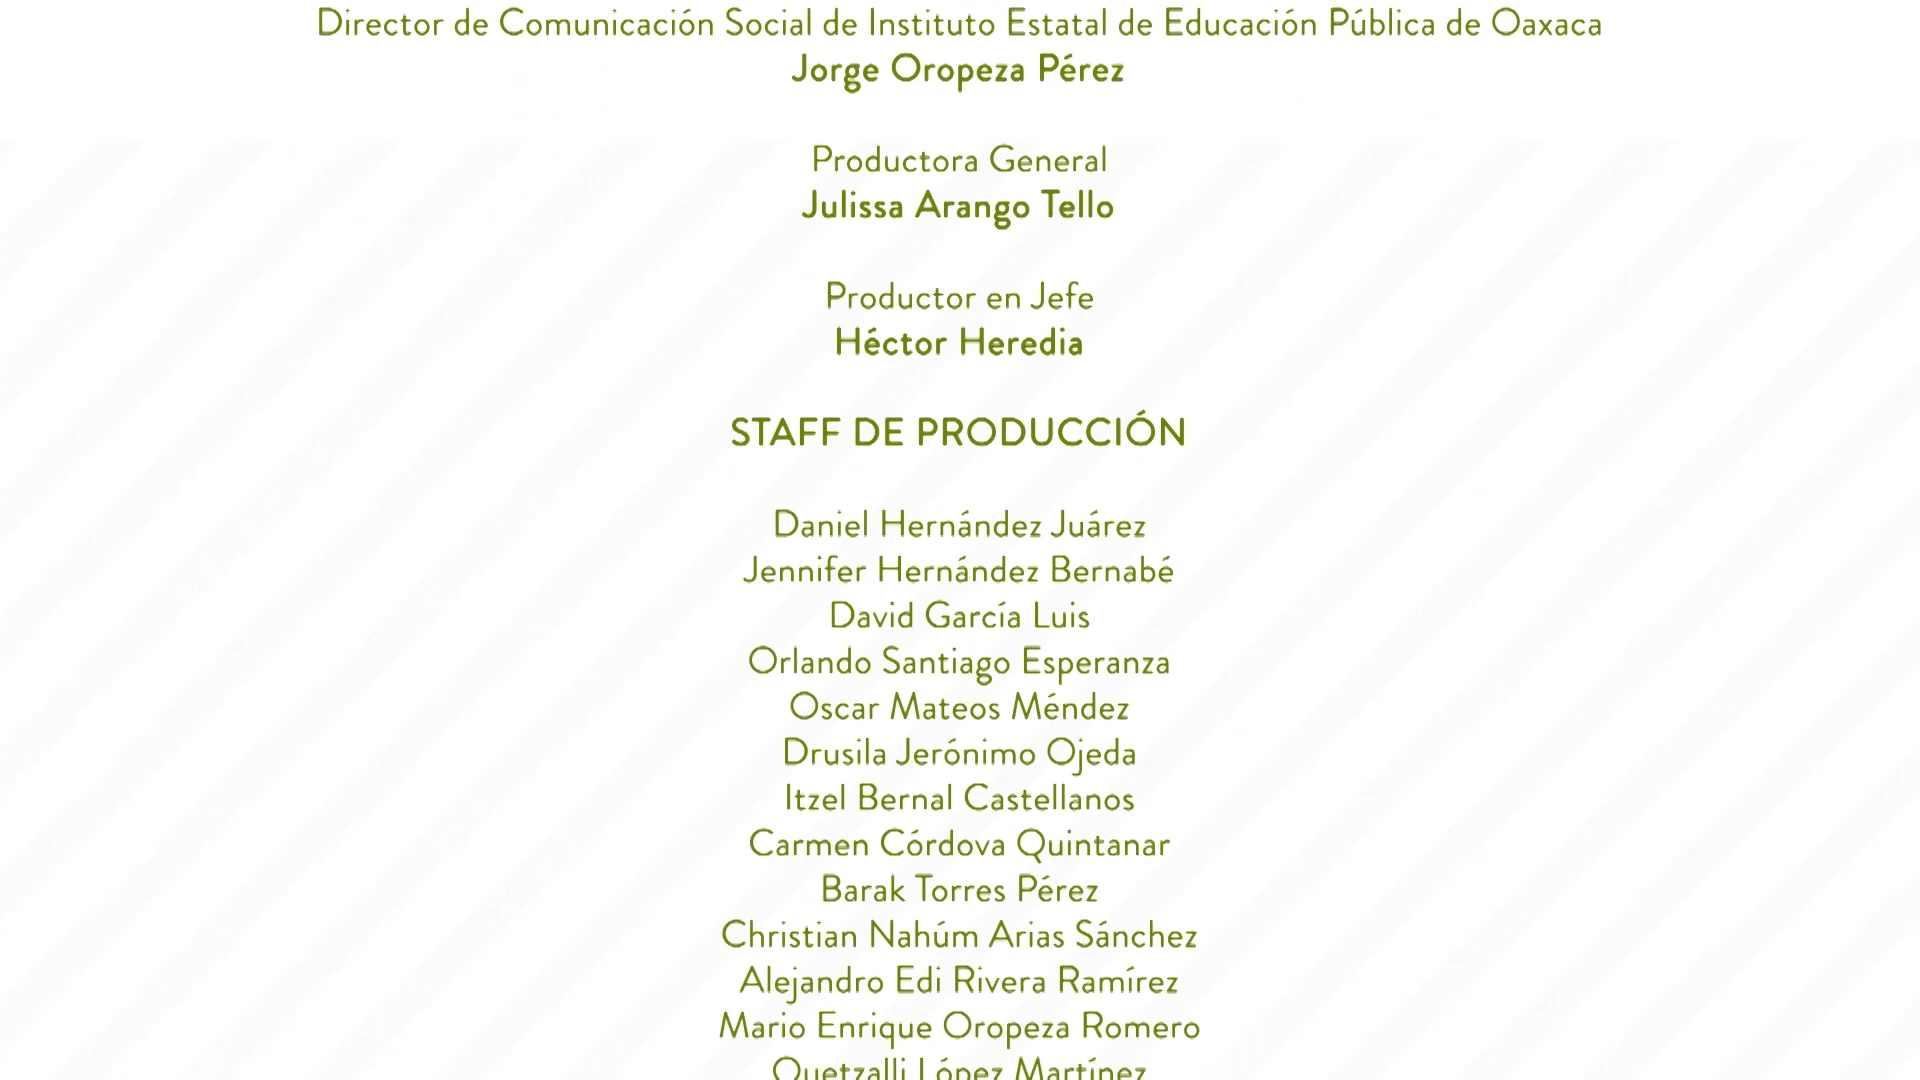 Director de Comunicación Social de Instituto Estatal de Educación Pública de Oaxaca
Jorge Oropeza Pérez
Productora General
Julissa Arango Tello
Productor en Jefe
Héctor Heredia
STAFF DE PRODUCCIÓN
Daniel Hernández Juárez
Jennifer Hernández Bernabé
David García Luis
Orlando Santiago Esperanza
Oscar Mateos Méndez
Drusila Jerónimo Ojeda
Itzel Bernal Castellanos
Carmen Córdova Quintanar
Barak Torres Pérez
Christian Nahúm Arias Sánchez
Alejandro Edi Rivera Ramírez
Mario Enrique Oropeza Romero
Quetzalli López Martínez